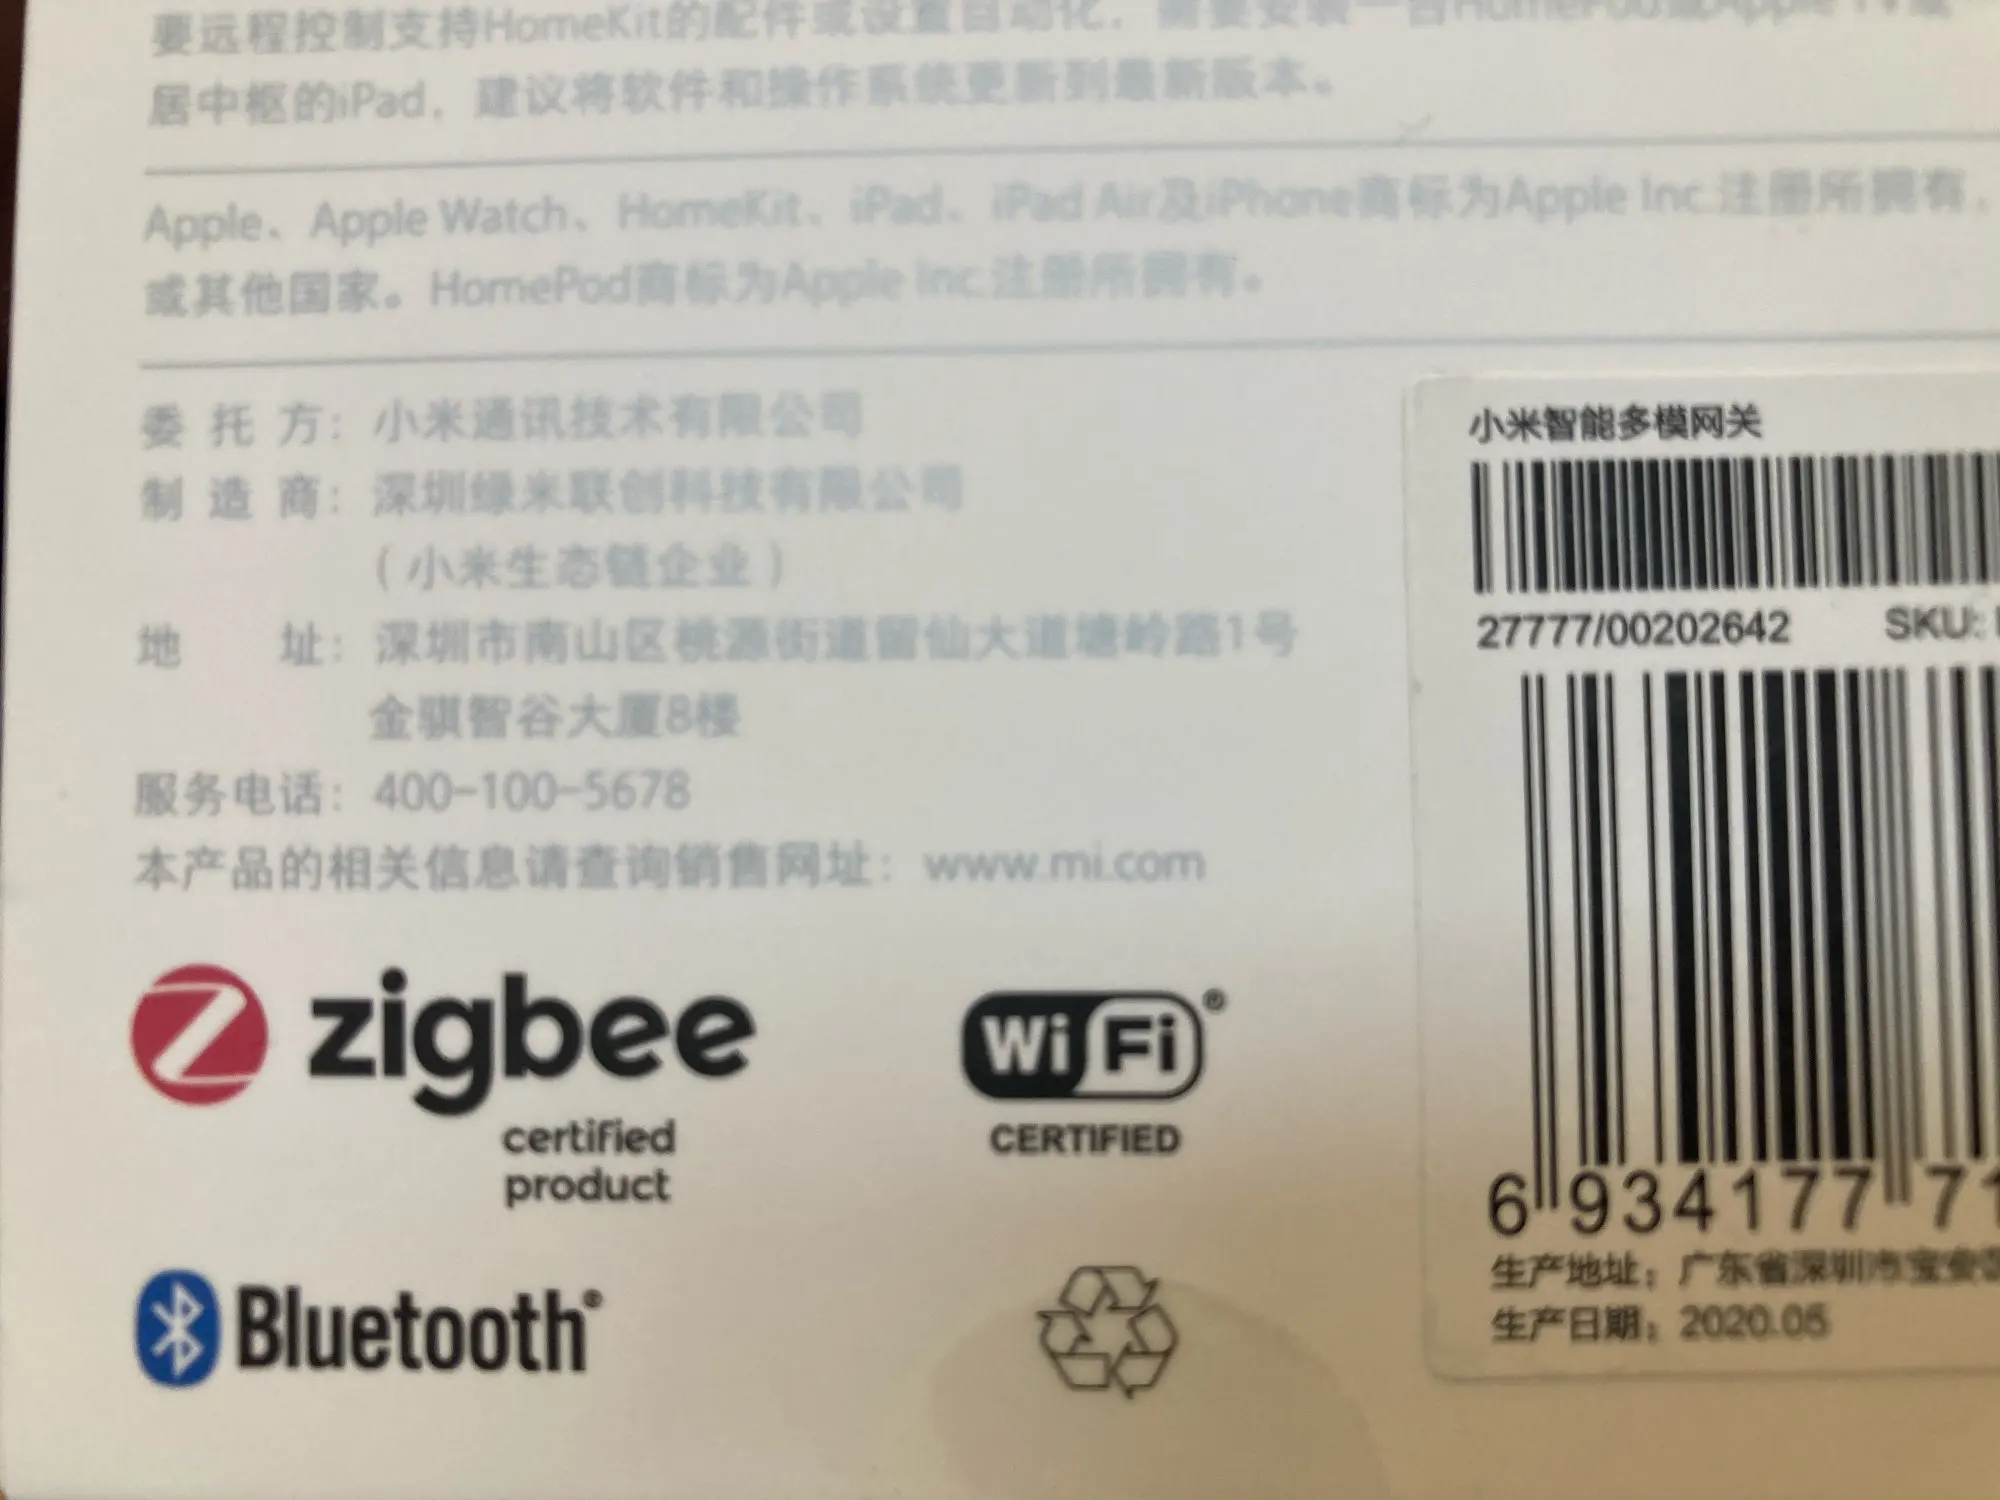 要远程控制支持HomeKit的配件或设置自动化，需要安装一台HomePod或Apple TV或
居中枢的iPad，建议将软件和操作系统更新到最新版本。
Apple、Apple Watch、HomeKit、iPad、iPad Air及iPhone商标为Apple Inc.注册所拥有，
或其他国家。HomePod商标为Apple Inc.注册所拥有。
委托方：小米通讯技术有限公司
制造商：深圳绿米联创科技有限公司
（小米生态链企业）
地址：深圳市南山区桃源街道留仙大道塘岭路1号
金骐智谷大厦8楼
服务电话：400-100-5678
本产品的相关信息请查询销售网址：www.mi.com
zigbee
certified
product
Wi Fi®
CERTIFIED
Bluetooth®
小米智能多模网关
27777/00202642 SKU:
6 934177 71
生产地址：广东省深圳市宝安区
生产日期：2020.05